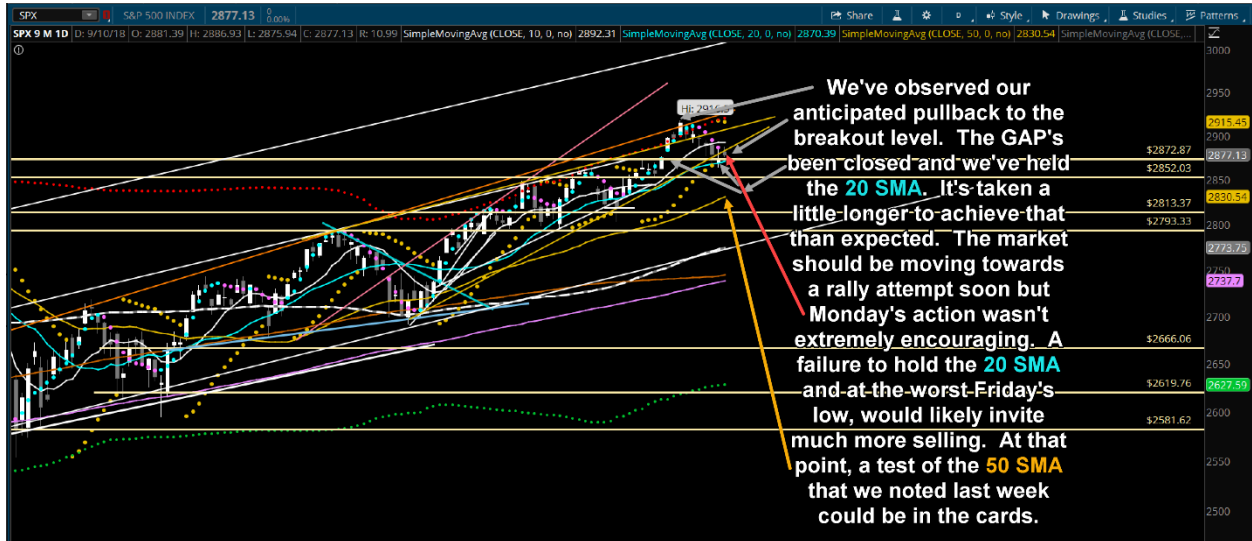 SPX S&P 500 INDEX 2877.13 0 0.00% Share D Style Drawings Studies Patterns
SPX 9 M 1D D: 9/10/18 O: 2881.39 H: 2886.93 L: 2875.94 C: 2877.13 R: 10.99 SimpleMovingAvg (CLOSE, 10, 0, no) 2892.31 SimpleMovingAvg (CLOSE, 20, 0, no) 2870.39 SimpleMovingAvg (CLOSE, 50, 0, no) 2830.54 SimpleMovingAvg (CLOSE,...
We've observed our
anticipated pullback to the
breakout level. The GAP's
been closed and we've held
the 20 SMA. It's taken a
little longer to achieve that
than expected. The market
should be moving towards
a rally attempt soon but
Monday's action wasn't
extremely encouraging. A
failure to hold the 20 SMA
and at the worst Friday's
low, would likely invite
much more selling. At that
point, a test of the 50 SMA
that we noted last week
could be in the cards.
$2872.87
$2852.03
$2813.37
$2793.33
$2666.06
$2619.76
$2581.62
3000
2950
2915.45
2900
2877.13
2850
2830.54
2800
2773.75
2750
2737.7
2700
2650
2627.59
2600
2550
2500